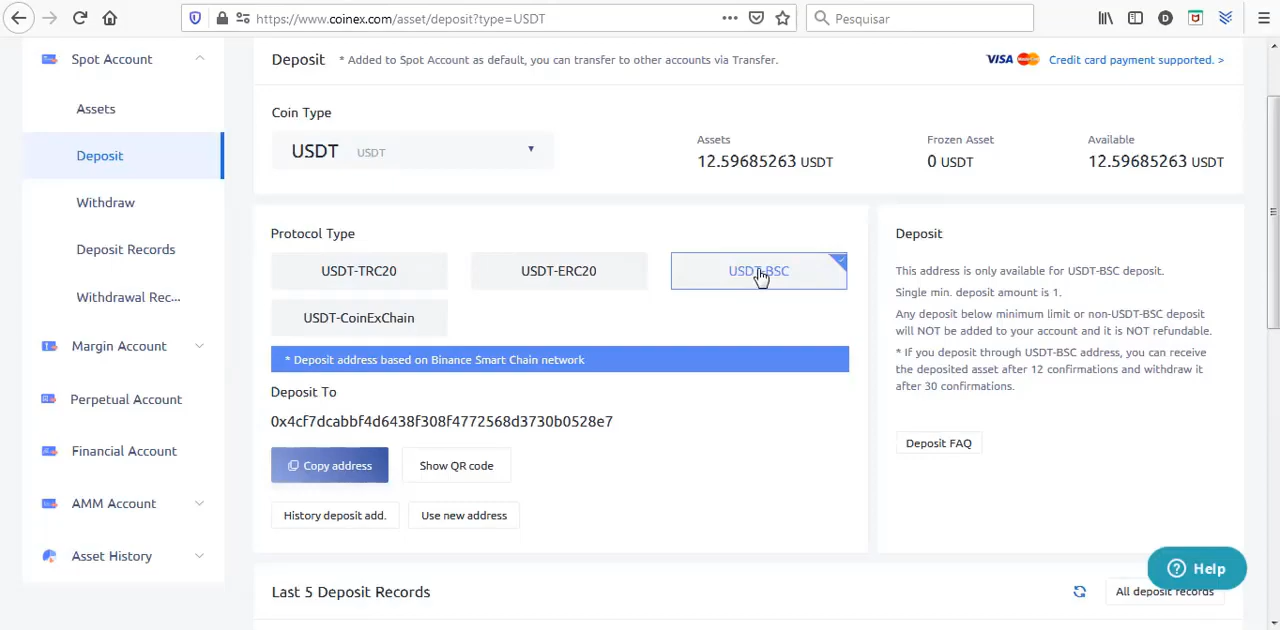 https://www.coinex.com/asset/deposit?type=USDT
Pesquisar
Spot Account
Assets
Deposit
Withdraw
Deposit Records
Withdrawal Rec...
Margin Account
Perpetual Account
Financial Account
AMM Account
Asset History
Deposit * Added to Spot Account as default, you can transfer to other accounts via Transfer.
VISA Credit card payment supported. >
Coin Type
USDT USDT
Assets
12.59685263 USDT
Frozen Asset
0 USDT
Available
12.59685263 USDT
Protocol Type
USDT-TRC20
USDT-ERC20
USDT-BSC
USDT-CoinExChain
* Deposit address based on Binance Smart Chain network
Deposit To
0x4cf7dcabbf4d6438f308f4772568d3730b0528e7
Copy address
Show QR code
History deposit add.
Use new address
Deposit
This address is only available for USDT-BSC deposit.
Single min. deposit amount is 1.
Any deposit below minimum limit or non-USDT-BSC deposit
will NOT be added to your account and it is NOT refundable.
* If you deposit through USDT-BSC address, you can receive
the deposited asset after 12 confirmations and withdraw it
after 30 confirmations.
Deposit FAQ
Help
Last 5 Deposit Records
All deposit records